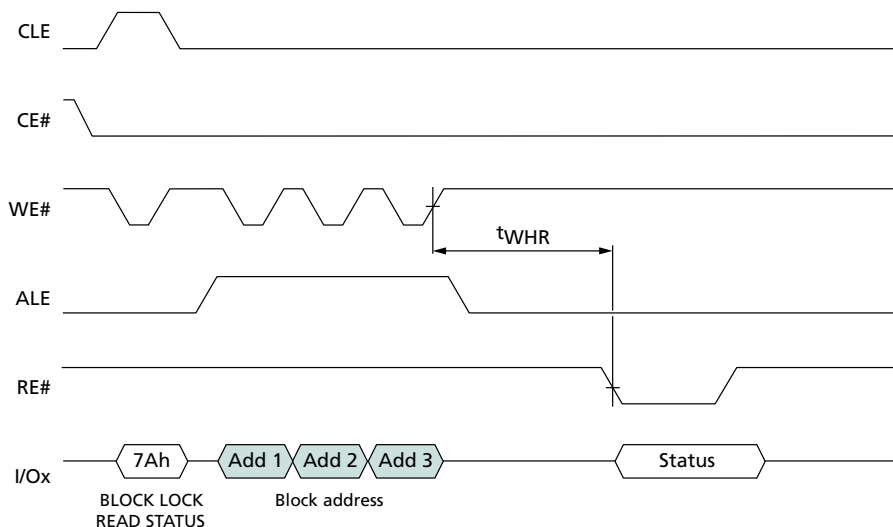 CLE
CE#
WE#
tWHR
ALE
RE#
I/Ox
7Ah
Add 1
Add 2
Add 3
Status
BLOCK LOCK
READ STATUS
Block address